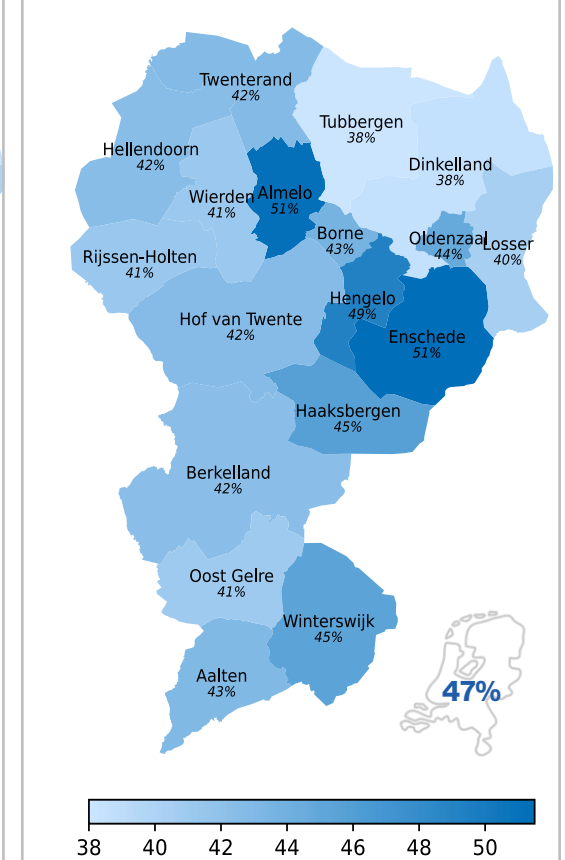 Twenterand
42%
Tubbergen
38%
Hellendoorn
42%
Dinkelland
38%
Wierden
41%
Almelo
51%
Borne
43%
Oldenzaal
44%
Losser
40%
Rijssen-Holten
41%
Hengelo
49%
Hof van Twente
42%
Enschede
51%
Haaksbergen
45%
Berkelland
42%
Oost Gelre
41%
Winterswijk
45%
Aalten
43%
47%
38 40 42 44 46 48 50